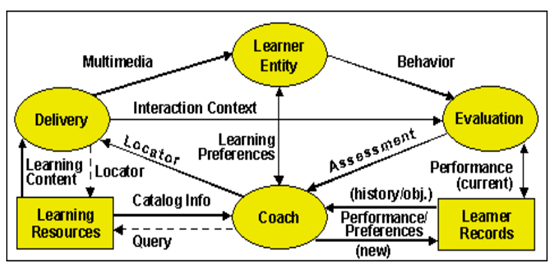 Learner
Entity
Multimedia
Behavior
Delivery
Interaction Context
Evaluation
Learning
Preferences
Locator
Assessment
Learning
Content
Locator
Performance
(current)
Learning
Resources
Catalog Info
Query
Coach
(history/obj.)
Performance/
Preferences
(new)
Learner
Records